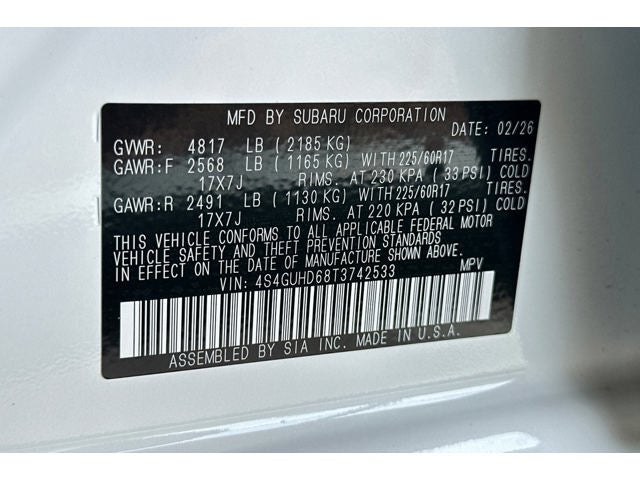 MFD BY SUBARU CORPORATION
DATE: 02/26
GVWR: 4817 LB (2185 KG)
GAWR:F 2568 LB (1165 KG) WITH 225/60R17 TIRES.
17X7J RIMS. AT 230 KPA (33 PSI) COLD
GAWR:R 2491 LB (1130 KG) WITH 225/60R17 TIRES.
17X7J RIMS. AT 220 KPA (32 PSI) COLD
THIS VEHICLE CONFORMS TO ALL APPLICABLE FEDERAL MOTOR
VEHICLE SAFETY AND THEFT PREVENTION STANDARDS
IN EFFECT ON THE DATE OF MANUFACTURE SHOWN ABOVE.
VIN: 4S4GUHD68T3742533 MPV
ASSEMBLED BY SIA INC. MADE IN U.S.A.